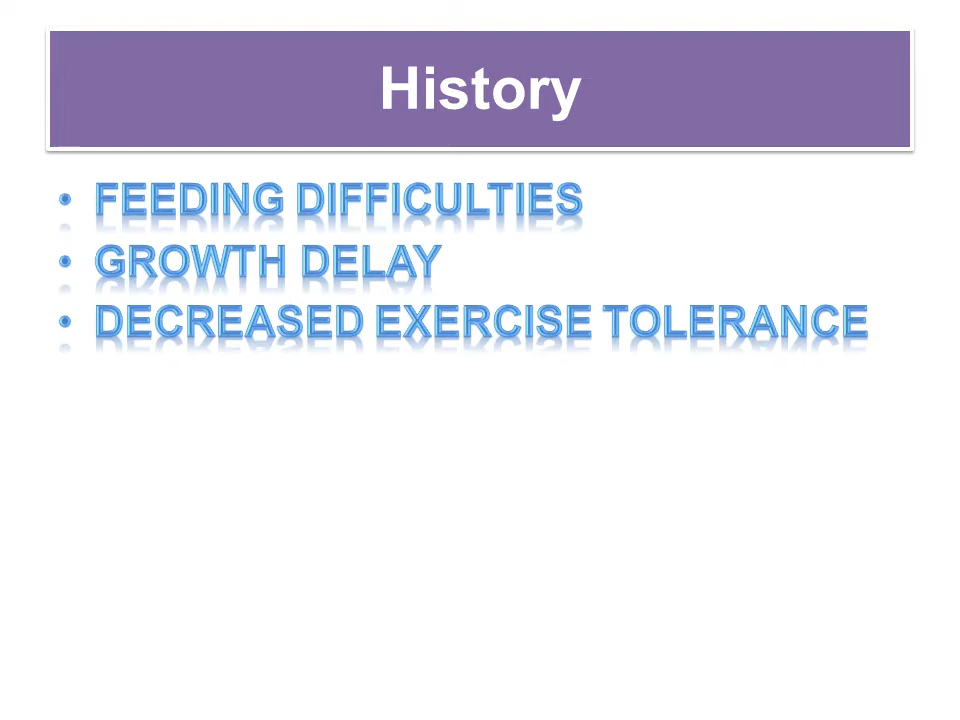 History
• FEEDING DIFFICULTIES
• GROWTH DELAY
• DECREASED EXERCISE TOLERANCE